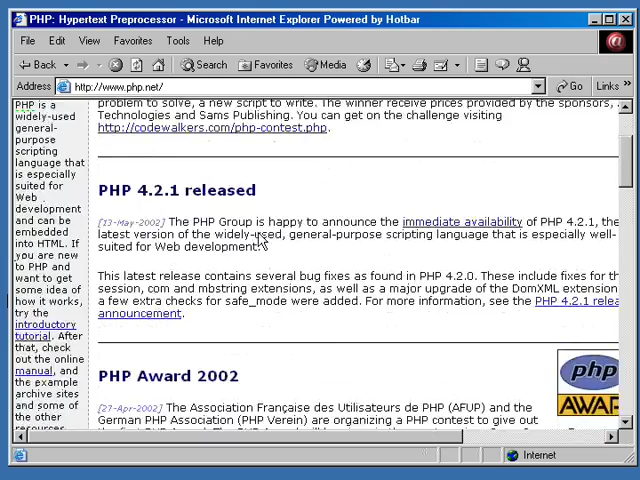 PHP: Hypertext Preprocessor - Microsoft Internet Explorer Powered by Hotbar
File Edit View Favorites Tools Help
Back Search Favorites Media
Address http://www.php.net/ Go Links »
PHP is a
widely-used
general-
purpose
scripting
language that
is especially
suited for
Web
development
and can be
embedded
into HTML. If
you are new
to PHP and
want to get
some idea of
how it works,
try the
introductory
tutorial. After
that, check
out the online
manual, and
the example
archive sites
and some of
the other
resources
problem to solve, a new script to write. The winner receive prices provided by the sponsors,
Technologies and Sams Publishing. You can get on the challenge visiting
http://codewalkers.com/php-contest.php.
PHP 4.2.1 released
[13-May-2002] The PHP Group is happy to announce the immediate availability of PHP 4.2.1, the
latest version of the widely-used, general-purpose scripting language that is especially well-
suited for Web development.
This latest release contains several bug fixes as found in PHP 4.2.0. These include fixes for th
session, com and mbstring extensions, as well as a major upgrade of the DomXML extension
a few extra checks for safe_mode were added. For more information, see the PHP 4.2.1 relea
announcement.
PHP Award 2002
php
AWA
[27-Apr-2002] The Association Française des Utilisateurs de PHP (AFUP) and the
German PHP Association (PHP Verein) are organizing a PHP contest to give out
Internet